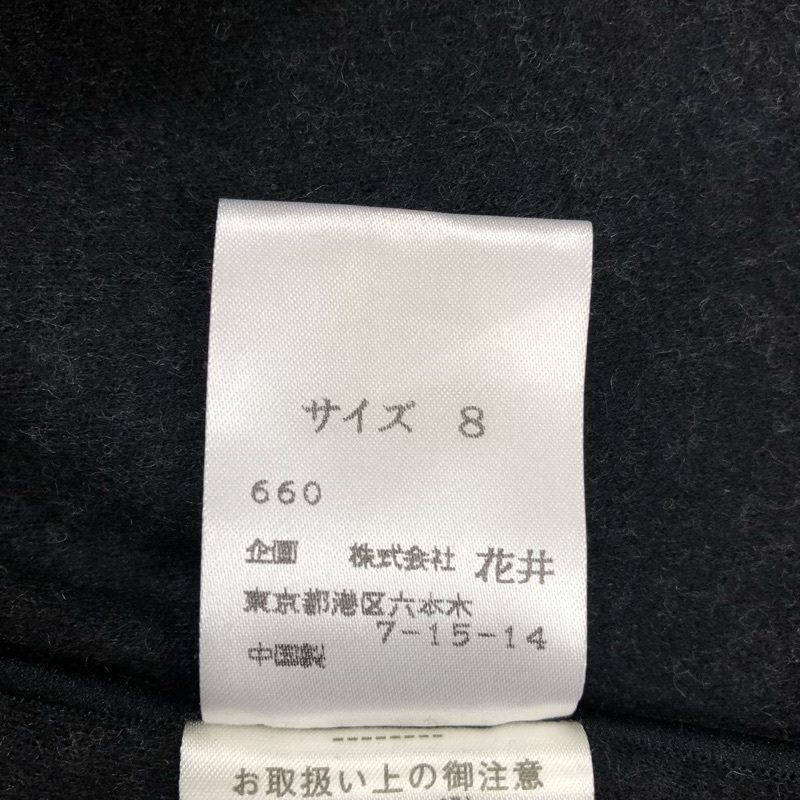 サイズ 8
660
企画 株式会社 花井
東京都港区六本木
7-15-14
中国製
--------
お取扱い上の御注意